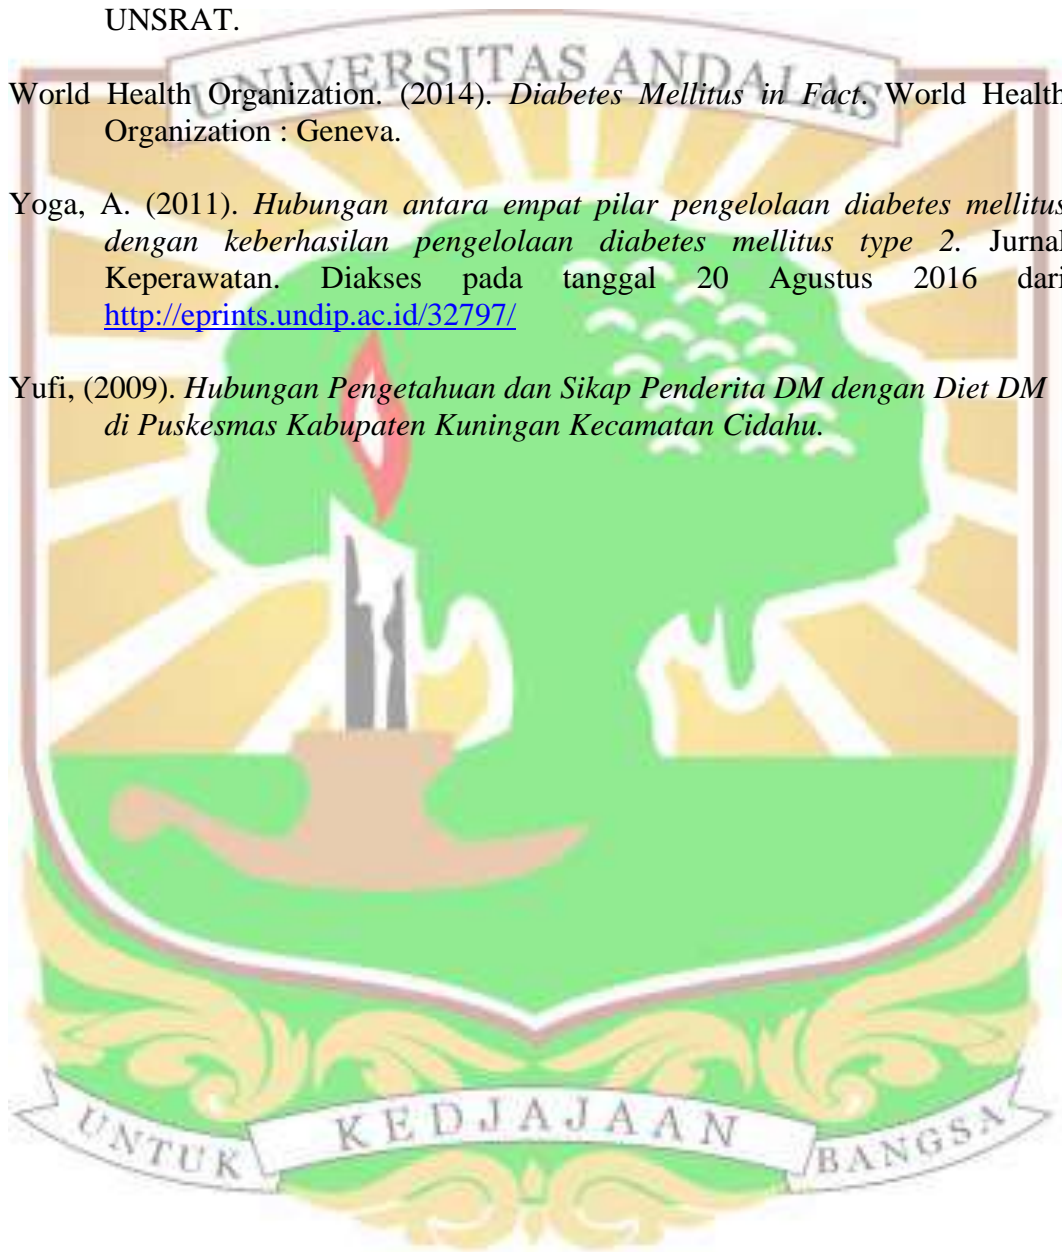 UNSRAT.
UNIVERSITAS ANDALAS
World Health Organization. (2014). Diabetes Mellitus in Fact. World Health
Organization : Geneva.
Yoga, A. (2011). Hubungan antara empat pilar pengelolaan diabetes mellitus
dengan keberhasilan pengelolaan diabetes mellitus type 2. Jurnal
Keperawatan. Diakses pada tanggal 20 Agustus 2016 dari
http://eprints.undip.ac.id/32797/
Yufi, (2009). Hubungan Pengetahuan dan Sikap Penderita DM dengan Diet DM
di Puskesmas Kabupaten Kuningan Kecamatan Cidahu.
UNTUK KEDJAJAAN BANGSA